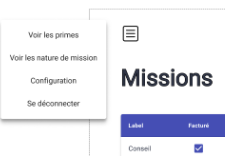 Voir les primes
Voir les nature de mission
Configuration
Se déconnecter
Missions
Label Facturé
Conseil